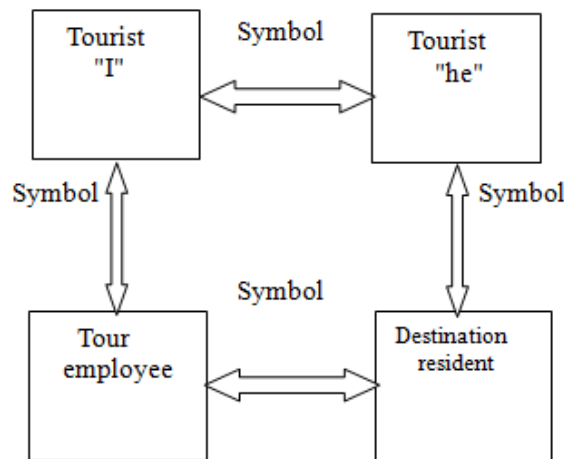 Tourist
"I"
Symbol
Tourist
"he"
Symbol
Symbol
Tour
employee
Symbol
Destination
resident